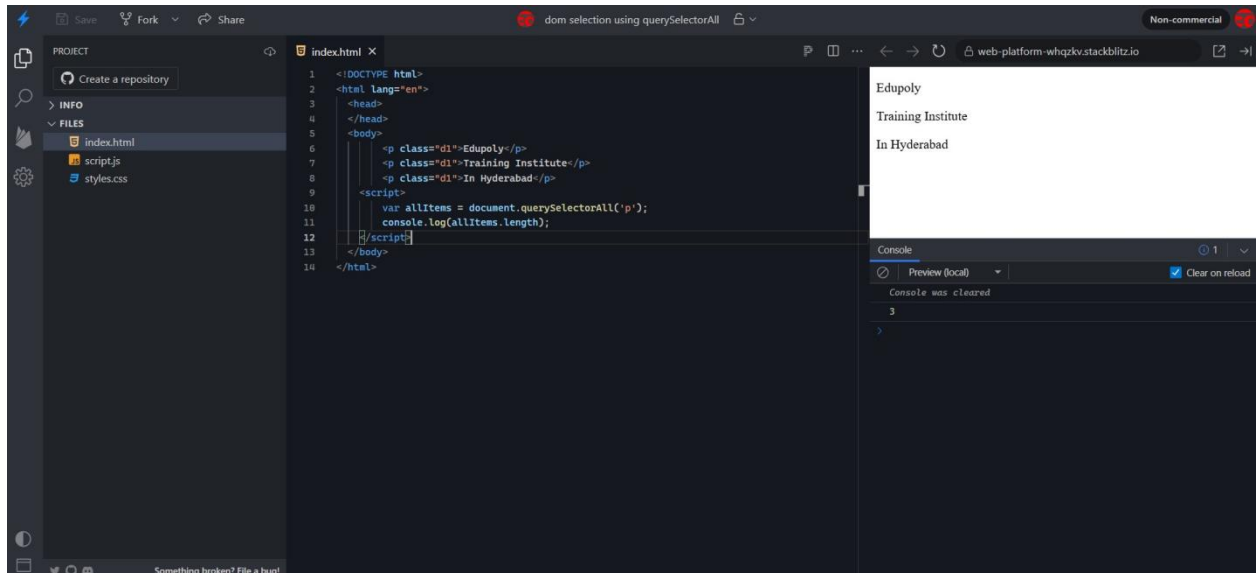 Save Fork Share dom selection using querySelectorAll Non-commercial
PROJECT
Create a repository
INFO
FILES
index.html
script.js
styles.css
index.html
1 <!DOCTYPE html>
2 <html lang="en">
3 <head>
4 </head>
5 <body>
6 <p class="d1">Edupoly</p>
7 <p class="d1">Training Institute</p>
8 <p class="d1">In Hyderabad</p>
9 <script>
10 var allItems = document.querySelectorAll('p');
11 console.log(allItems.length);
12 </script>
13 </body>
14 </html>
web-platform-whqzkv.stackblitz.io
Edupoly
Training Institute
In Hyderabad
Console 1
Preview (local) Clear on reload
Console was cleared
3
Something broken? File a bug!